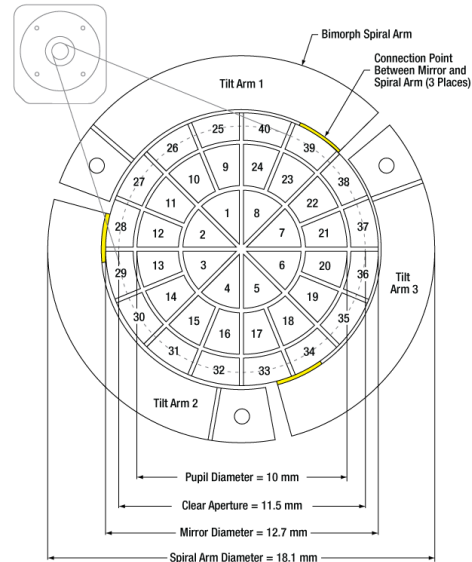 Bimorph Spiral Arm
Connection Point
Between Mirror and
Spiral Arm (3 Places)
Tilt Arm 1
25 40
26 39
9 24
27 10 23 38
11 22
1 8
28 12 2 7 21 37
29 13 3 6 20 36
Tilt
Arm 3
4 5
14 19
30 15 18 35
16 17
31 34
32 33
Tilt Arm 2
Pupil Diameter = 10 mm
Clear Aperture = 11.5 mm
Mirror Diameter = 12.7 mm
Spiral Arm Diameter = 18.1 mm